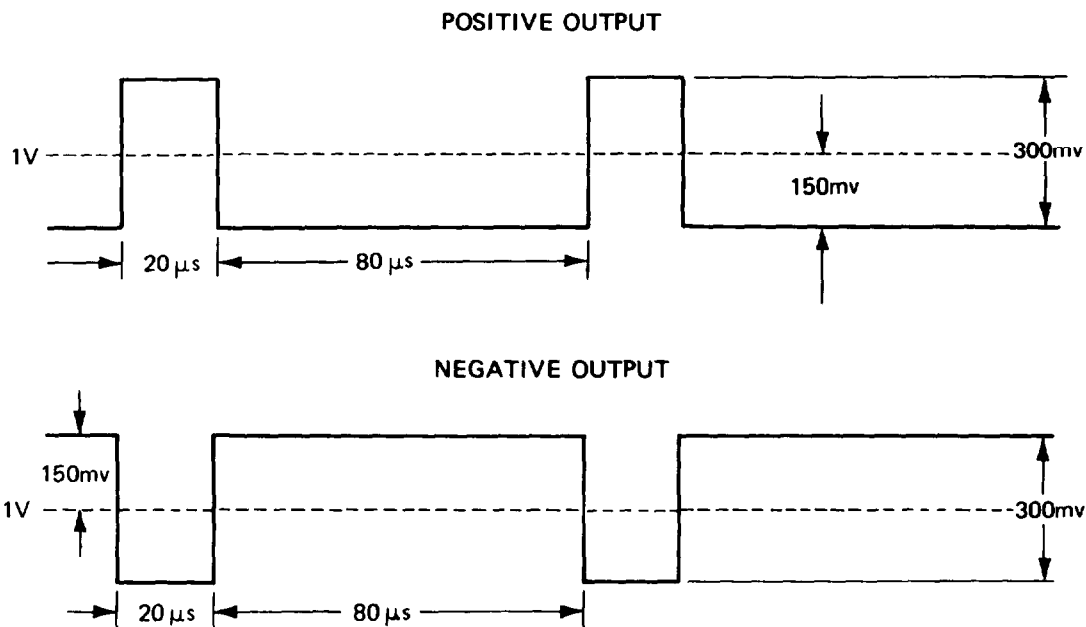 POSITIVE OUTPUT
1V
300mv
150mv
20 μs
80 μs
NEGATIVE OUTPUT
150mv
1V
300mv
20 μs
80 μs